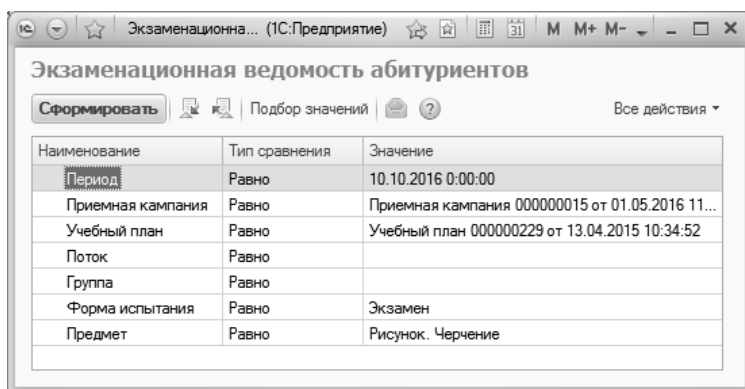 1С Экзаменационна... (1С:Предприятие) 31 M M+ M-
Экзаменационная ведомость абитуриентов
Сформировать Подбор значений ? Все действия
Наименование Тип сравнения Значение
Период Равно 10.10.2016 0:00:00
Приемная кампания Равно Приемная кампания 000000015 от 01.05.2016 11...
Учебный план Равно Учебный план 000000229 от 13.04.2015 10:34:52
Поток Равно
Группа Равно
Форма испытания Равно Экзамен
Предмет Равно Рисунок. Черчение